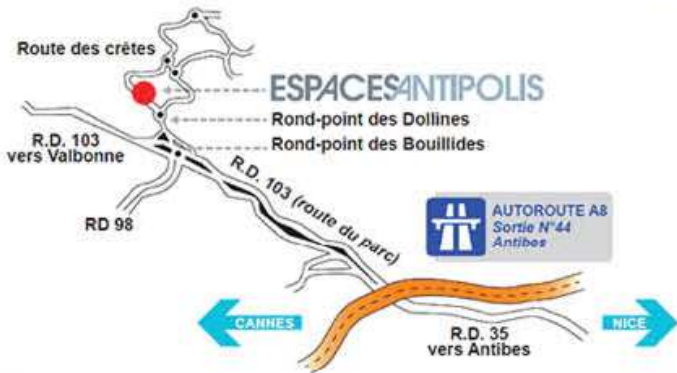 Route des crêtes
ESPACESANTIPOLIS
Rond-point des Dollines
Rond-point des Bouillides
R.D. 103
vers Valbonne
R.D. 103 (route du parc)
RD 98
AUTOROUTE A8
Sortie N°44
Antibes
CANNES
R.D. 35
vers Antibes
NICE